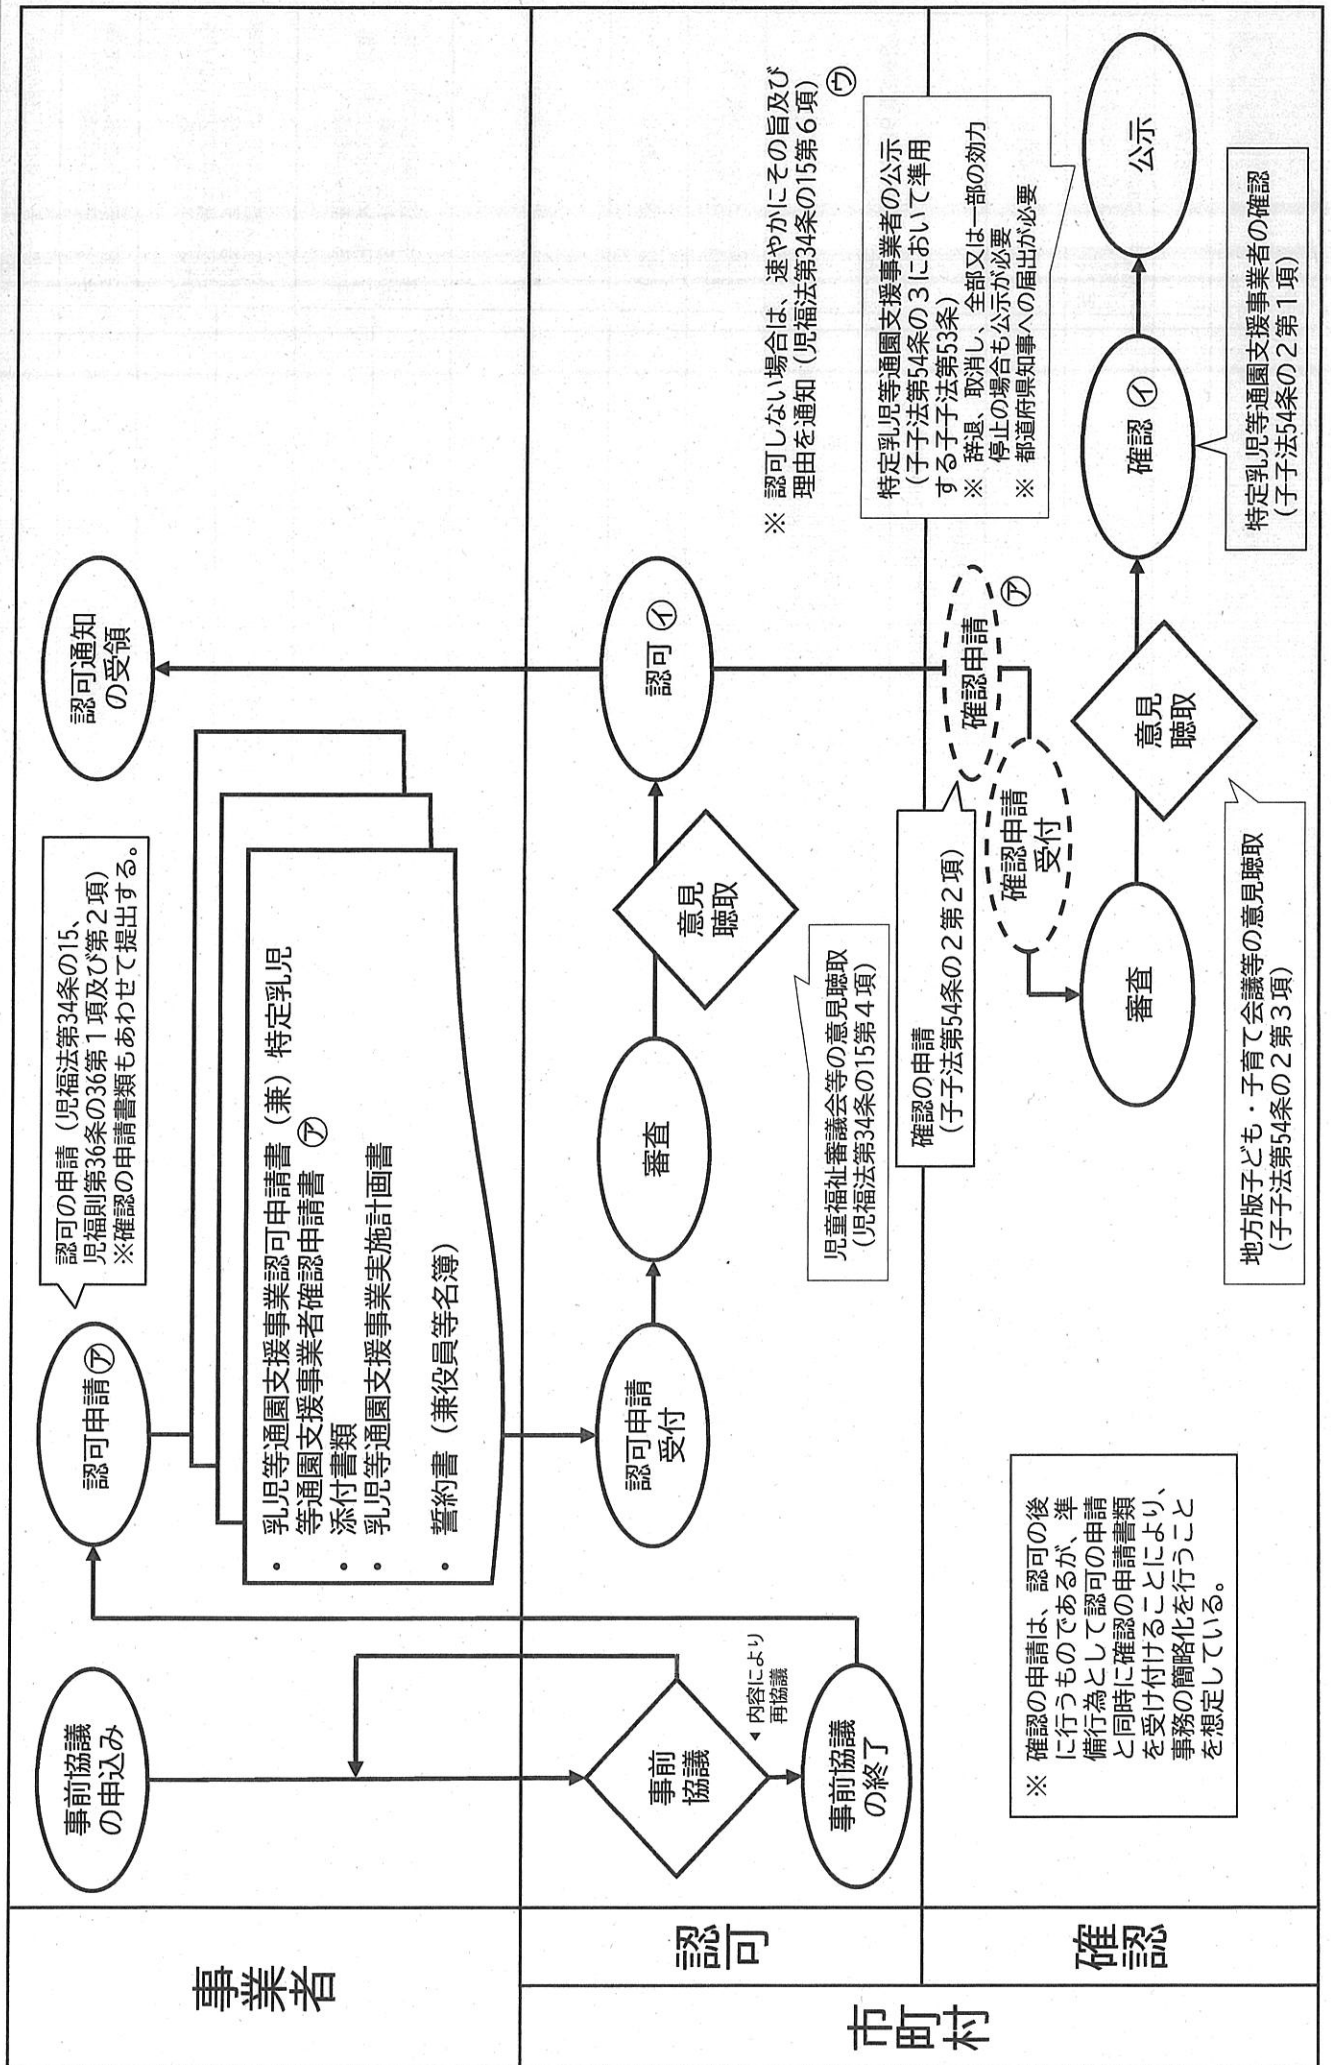 事業者
市町村
認可
確認
事前協議
の申込み
事前
協議
◀ 内容により
再協議
事前協議
の終了
認可申請㋐
認可の申請（児福法第34条の15、
児福則第36条の36第１項及び第２項）
※確認の申請書類もあわせて提出する。
・ 乳児等通園支援事業認可申請書（兼）特定乳児
等通園支援事業者確認申請書 ㋐
・ 添付書類
・ 乳児等通園支援事業実施計画書
・ 誓約書（兼役員等名簿）
認可申請
受付
審査
意見
聴取
児童福祉審議会等の意見聴取
（児福法第34条の15第４項）
認可 ㋑
認可通知
の受領
※ 認可しない場合は、速やかにその旨及び
理由を通知（児福法第34条の15第６項）
㋒
確認の申請
（子子法第54条の２第２項）
確認申請
㋐
確認申請
受付
審査
意見
聴取
地方版子ども・子育て会議等の意見聴取
（子子法第54条の２第３項）
確認 ㋑
特定乳児等通園支援事業者の確認
（子子法54条の２第１項）
公示
特定乳児等通園支援事業者の公示
（子子法第54条の３において準用
する子子法第53条）
※ 辞退、取消し、全部又は一部の効力
停止の場合も公示が必要
※ 都道府県知事への届出が必要
※ 確認の申請は、認可の後
に行うものであるが、準
備行為として認可の申請
と同時に確認の申請書類
を受け付けることにより、
事務の簡略化を行うこと
を想定している。